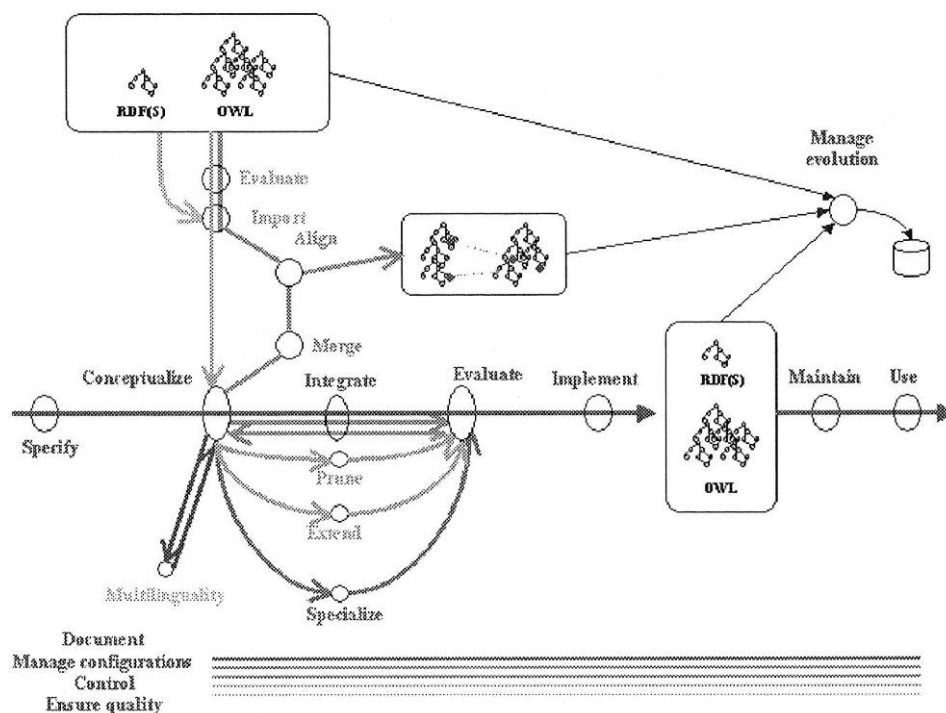 RDF(S) OWL
Manage
evolution
Evaluate
Import
Align
Merge
RDF(S)
OWL
Conceptualize Integrate Evaluate Implement Maintain Use
Specify
Prune
Extend
Multilinguality
Specialize
Document
Manage configurations
Control
Ensure quality